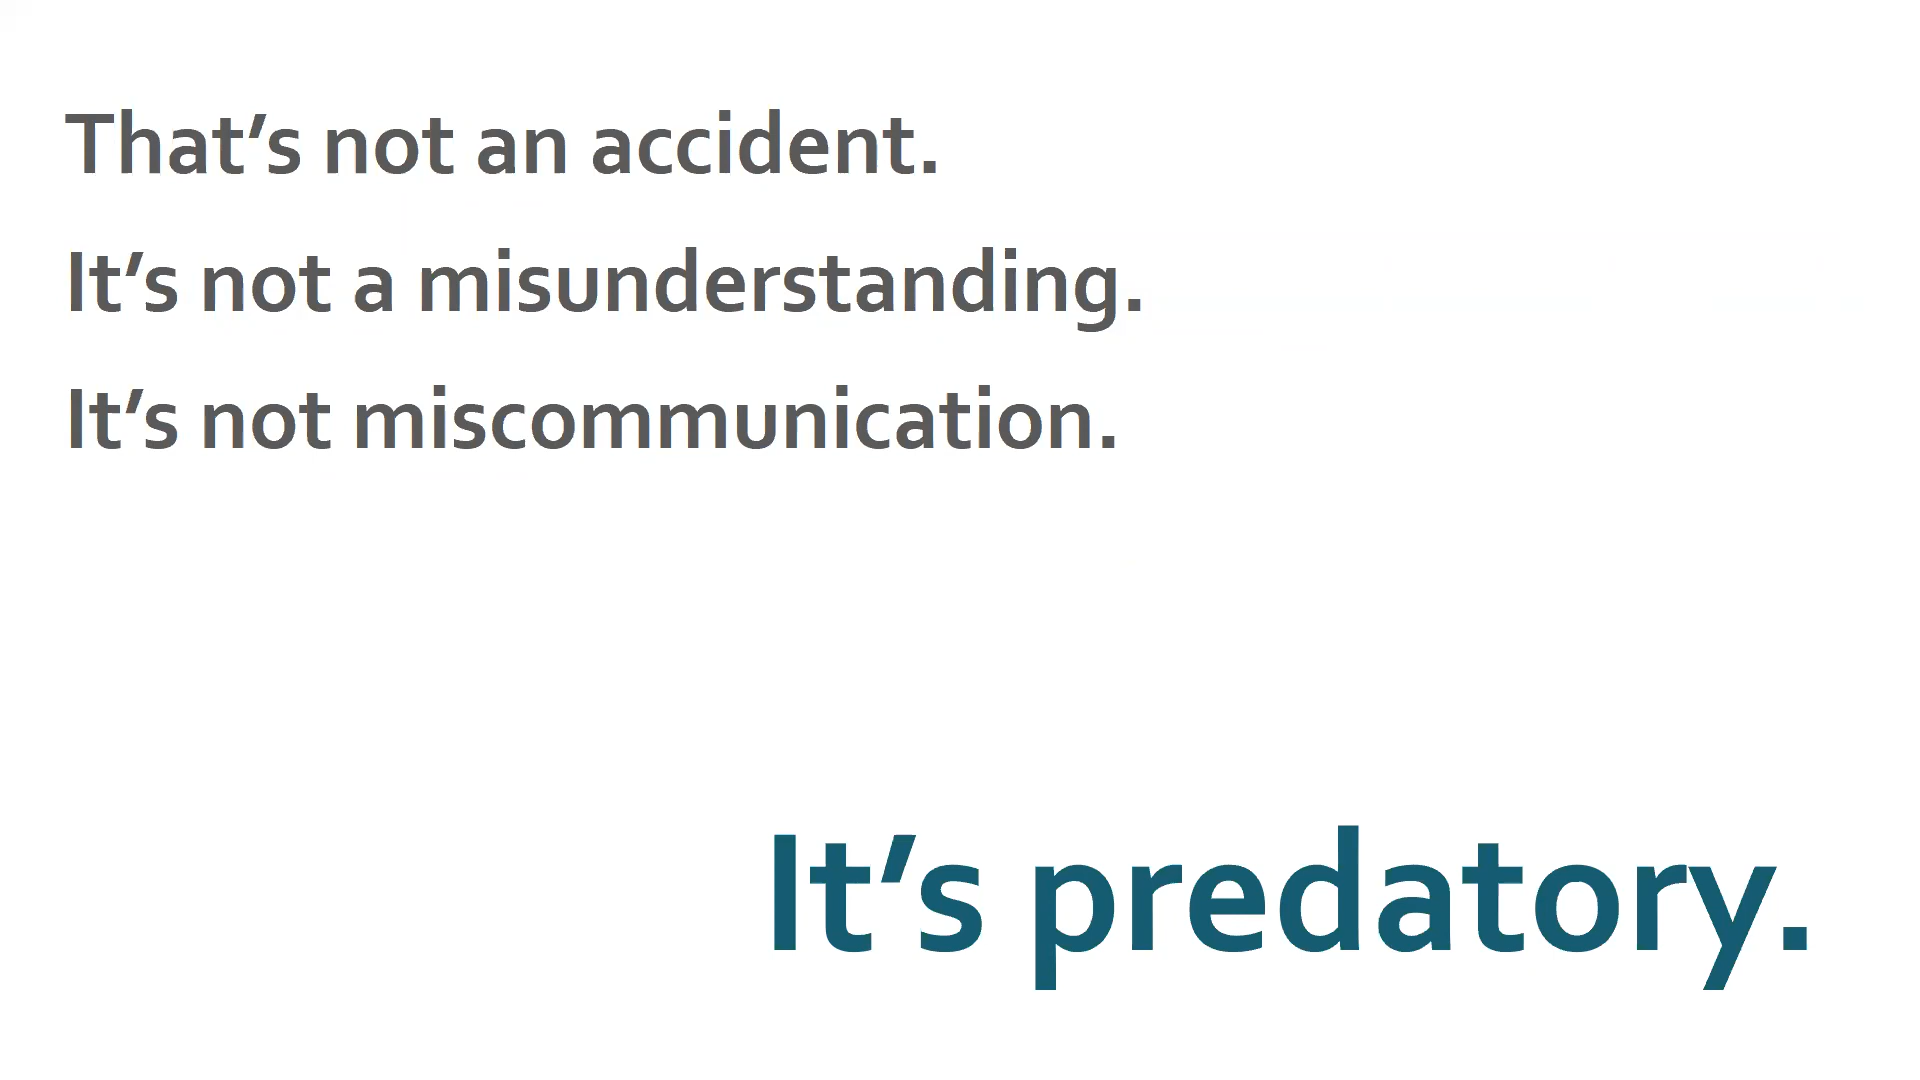 That’s not an accident.
It’s not a misunderstanding.
It’s not miscommunication.
It’s predatory.